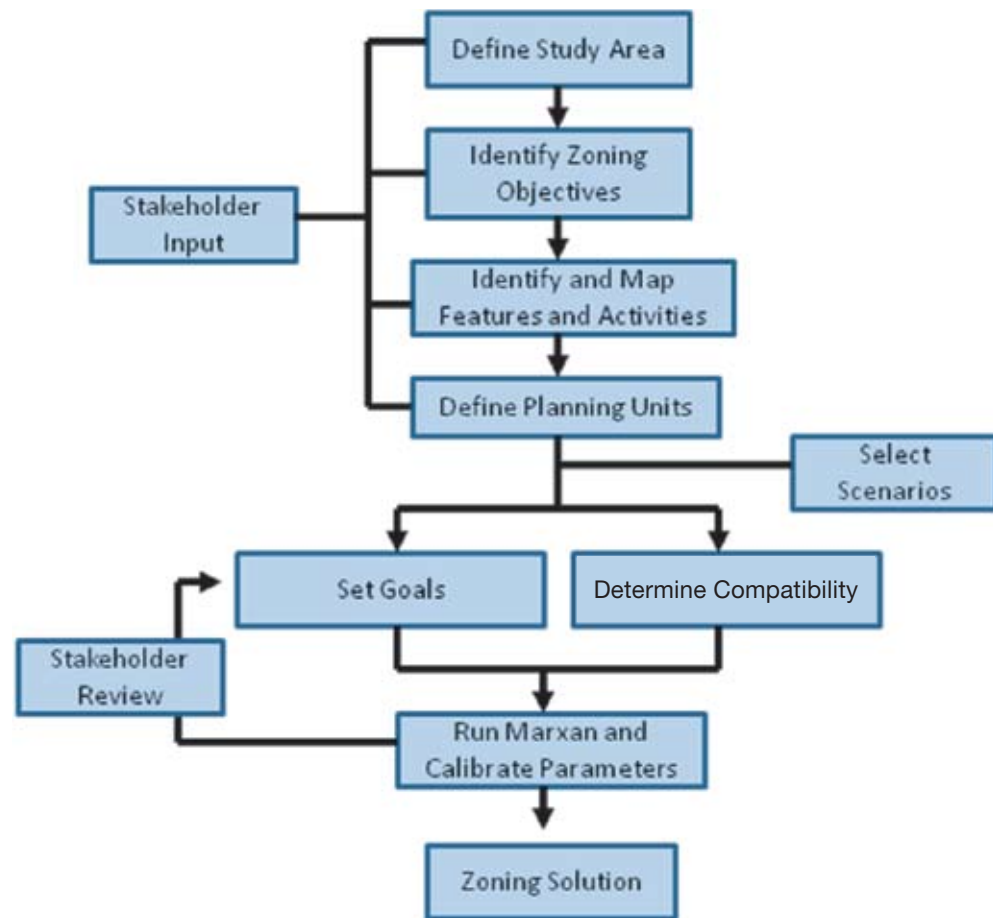 Define Study Area
Identify Zoning
Objectives
Stakeholder
Input
Identify and Map
Features and Activities
Define Planning Units
Select
Scenarios
Set Goals
Determine Compatibility
Stakeholder
Review
Run Marxan and
Calibrate Parameters
Zoning Solution